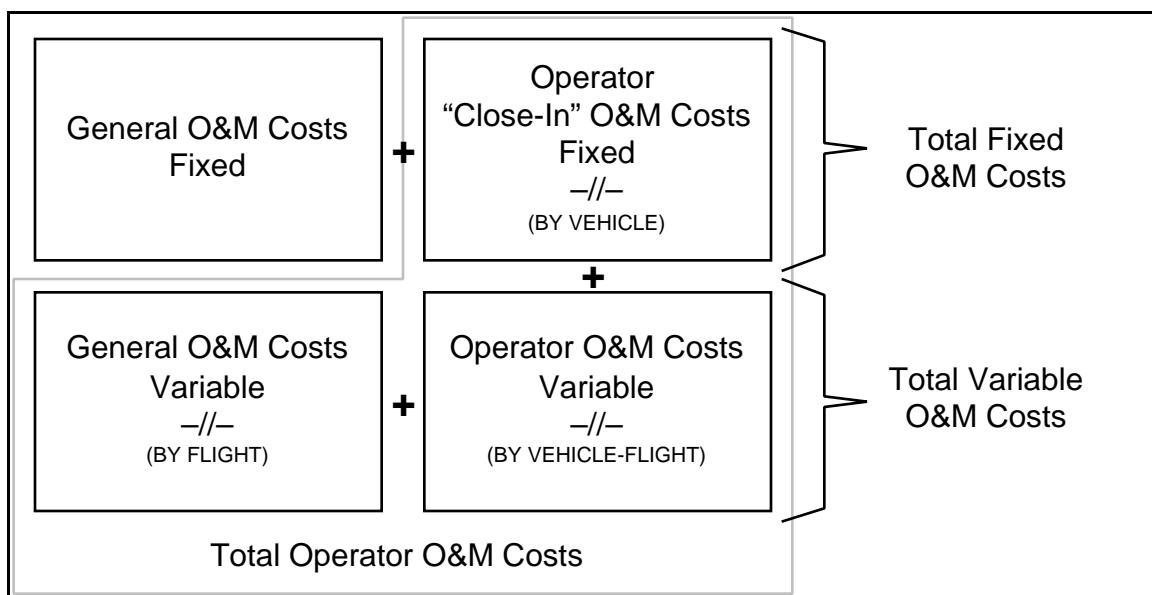 General O&M Costs
Fixed
+
Operator
“Close-In” O&M Costs
Fixed
–//–
(BY VEHICLE)
Total Fixed
O&M Costs
+
General O&M Costs
Variable
–//–
(BY FLIGHT)
+
Operator O&M Costs
Variable
–//–
(BY VEHICLE-FLIGHT)
Total Variable
O&M Costs
Total Operator O&M Costs